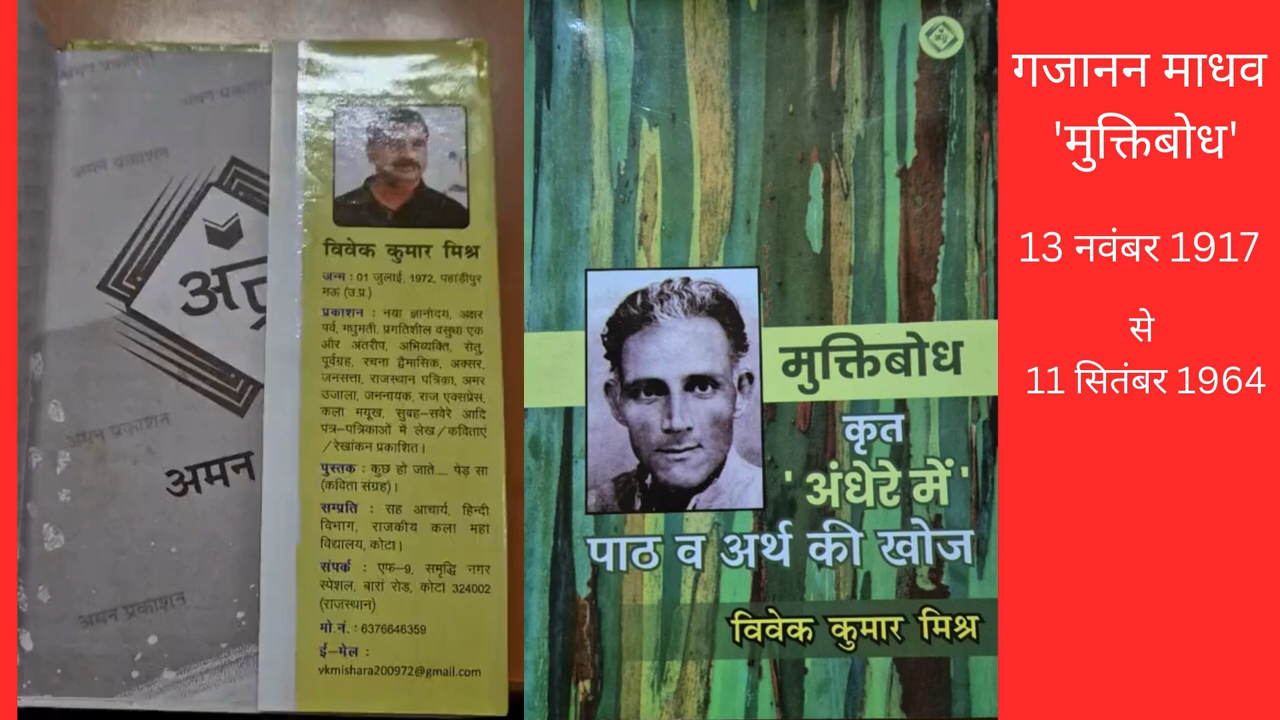 अमन प्रकाशन
अमन प्रकाशन
अमन प्रकाशन
अमन प्रकाशन
अमन
अमन प्रकाशन
विवेक कुमार मिश्र
जन्म : 01 जुलाई, 1972, पहाड़ीपुर
मऊ (उ.प्र.)
प्रकाशन : नया ज्ञानोदय, अक्षर
पर्व, मधुमती, प्रगतिशील वसुधा एक
और अंतरीप, अभिव्यक्ति, सेतु,
पूर्वग्रह, रचना द्वैमासिक, अक्सर,
जनसत्ता, राजस्थान पत्रिका, अमर
उजाला, जननायक, राज एक्सप्रेस,
कला मयूख, सुबह–सवेरे आदि
पत्र–पत्रिकाओं में लेख/कविताएं
/रेखांकन प्रकाशित।
पुस्तक : कुछ हो जाते.... पेड़ सा
(कविता संग्रह)।
सम्प्रति : सह आचार्य, हिन्दी
विभाग, राजकीय कला महा
विद्यालय, कोटा।
संपर्क : एफ–9, समृद्धि नगर
स्पेशल, बारां रोड, कोटा 324002
(राजस्थान)
मो.नं. : 6376646359
ई–मेल :
vkmishara200972@gmail.com
मुक्तिबोध
कृत
'अंधेरे में'
पाठ व अर्थ की खोज
विवेक कुमार मिश्र
गजानन माधव
'मुक्तिबोध'
13 नवंबर 1917
से
11 सितंबर 1964